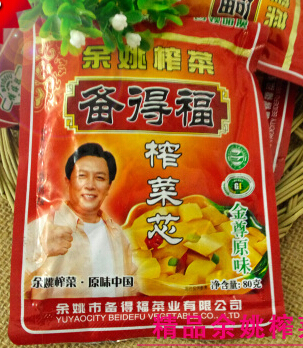 余姚榨菜
备得福
榨菜芯
GI
金尊原味
余姚榨菜·原味中国
净含量:80克
余姚市备得福菜业有限公司
YUYAOCITY BEIDEFU VEGETABLE CO.,LTD
精品余姚榨